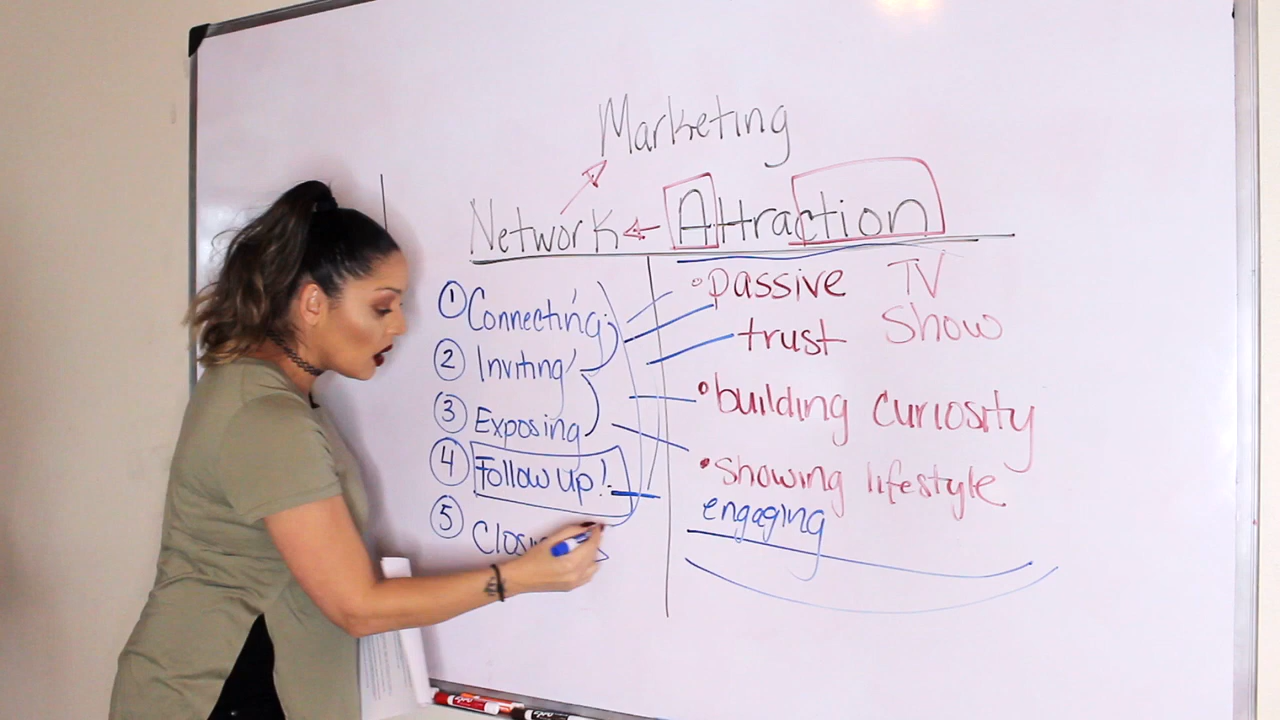 Marketing
Network Attraction
1 Connecting
2 Inviting
3 Exposing
4 Follow Up!
5
• passive TV
trust Show
• building curiosity
• showing lifestyle
engaging